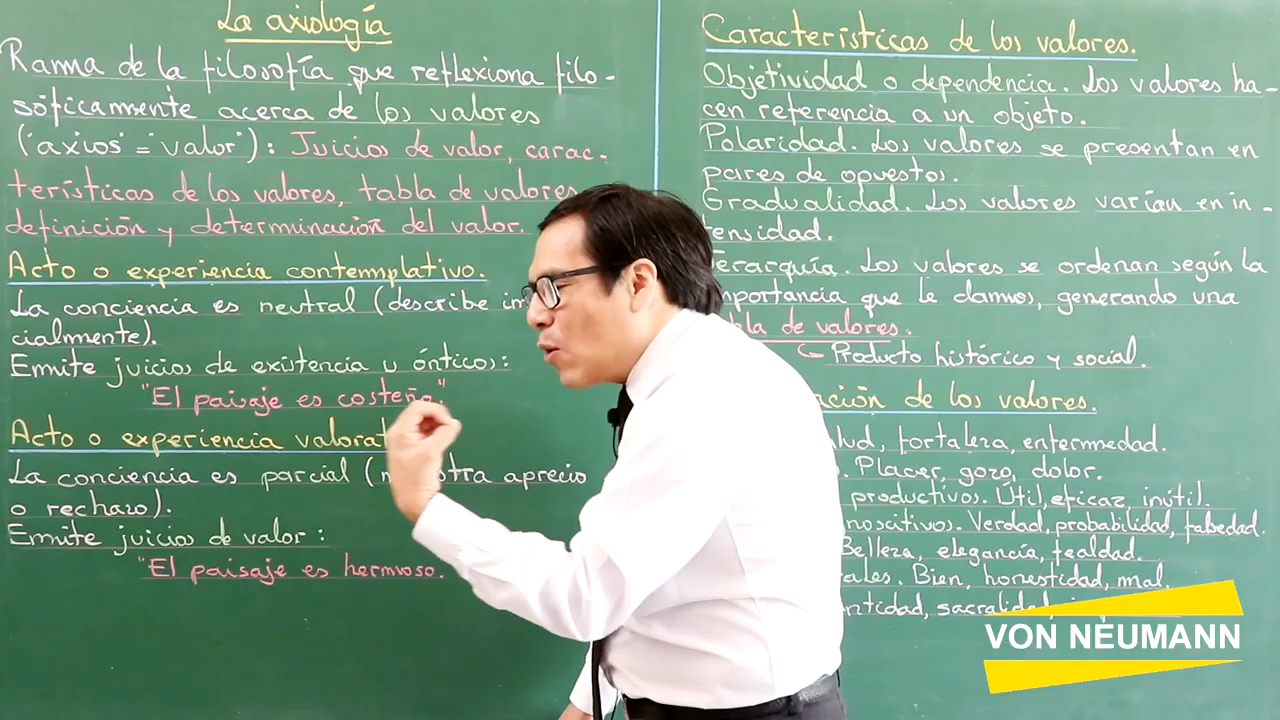 La axiología
Rama de la filosofía que reflexiona filo-
sóficamente acerca de los valores
("axios" = "valor"): Juicios de valor, carac-
terísticas de los valores, tabla de valores
definición y determinación del valor.
Acto o experiencia contemplativo.
La conciencia es neutral (describe im
cialmente).
Emite juicios de existencia u ónticos:
"El paisaje es costeño."
Acto o experiencia valorat
La conciencia es parcial (m stra aprecio
o rechazo).
Emite juicios de valor:
"El paisaje es hermoso.
Características de los valores.
Objetividad o dependencia. Los valores ha-
cen referencia a un objeto.
Polaridad. Los valores se presentan en
pares de opuestos.
Gradualidad. Los valores varían en in-
tensidad.
erarquía. Los valores se ordenan según la
mportancia que le damos, generando una
bla de valores.
Producto histórico y social.
ación de los valores.
lud, fortaleza, enfermedad.
. Placer, gozo, dolor.
productivos. Útil, eficaz, inútil.
noscitivos. Verdad, probabilidad, falsedad.
Belleza, elegancia, fealdad.
ales. Bien, honestidad, mal.
ntidad, sacralidad,
VON NEUMANN